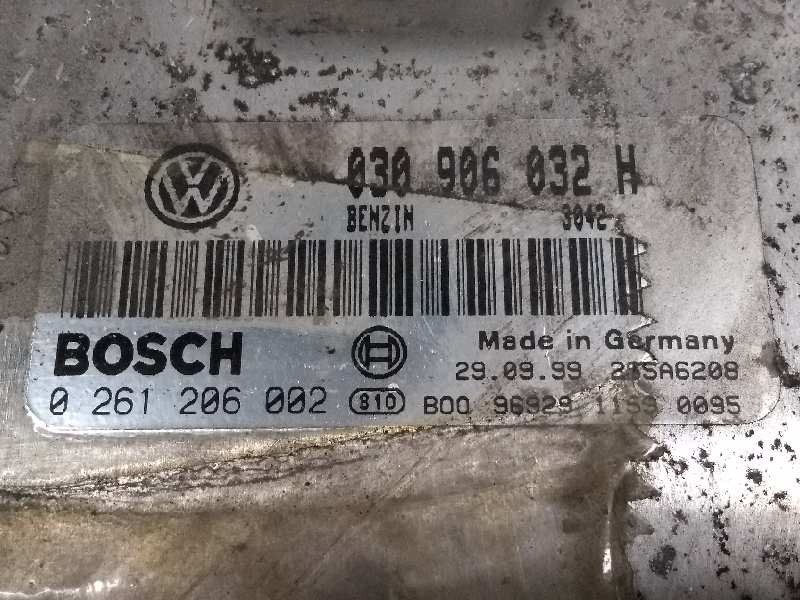 030 906 032 H
BENZIN 3042
BOSCH
Made in Germany
29.09.99 275A6208
0 261 206 002 810 B00 96929 1159 0095